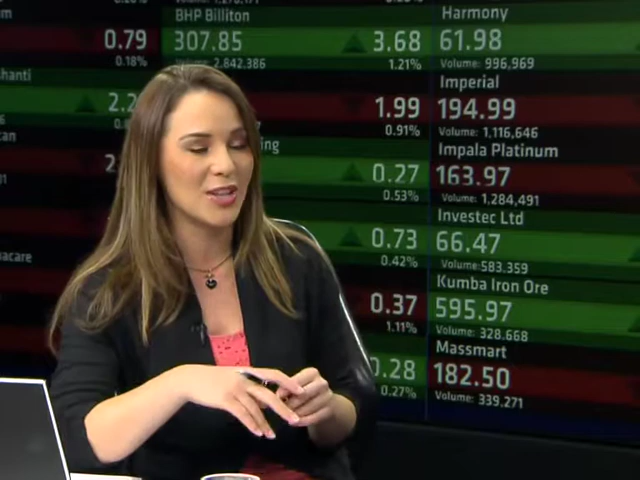 BHP Billiton
Harmony
0.79
307.85
3.68
61.98
0.18%
Volume: 2,842,386
1.21%
Volume: 996,969
Imperial
1.99
194.99
0.91%
Volume: 1,116,646
Impala Platinum
0.27
163.97
0.53%
Volume: 1,284,491
Investec Ltd
0.73
66.47
0.42%
Volume: 583.359
Kumba Iron Ore
0.37
595.97
1.11%
Volume: 328.668
Massmart
0.28
182.50
0.27%
Volume: 339.271